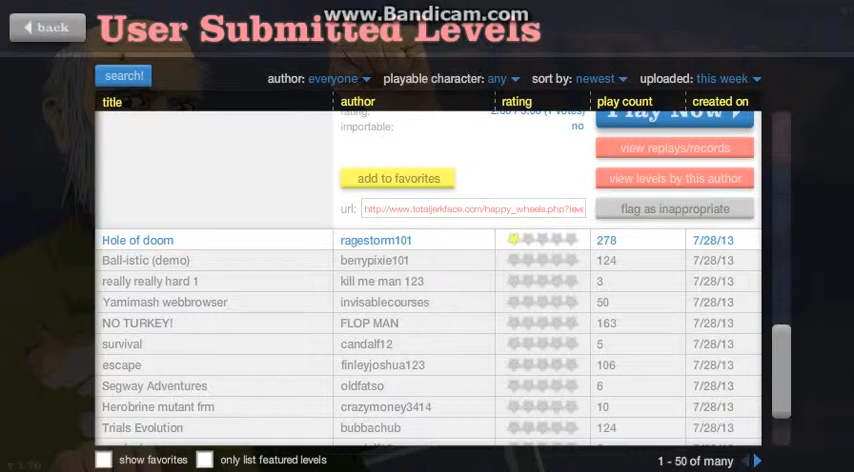 www.Bandicam.com
back
User Submitted Levels
search!
author: everyone playable character: any sort by: newest uploaded: this week
title author rating play count created on
Play Now
importable: no
view replays/records
add to favorites
view levels by this author
url: http://www.totaljerkface.com/happy_wheels.php?leve
flag as inappropriate
Hole of doom ragestorm101 278 7/28/13
Ball-istic (demo) berrypixie101 124 7/28/13
really really hard 1 kill me man 123 3 7/28/13
Yamimash webbrowser invisablecourses 50 7/28/13
NO TURKEY! FLOP MAN 163 7/28/13
survival candalf12 5 7/28/13
escape finleyjoshua123 106 7/28/13
Segway Adventures oldfatso 6 7/28/13
Herobrine mutant frm crazymoney3414 10 7/28/13
Trials Evolution bubbachub 124 7/28/13
show favorites only list featured levels 1 - 50 of many